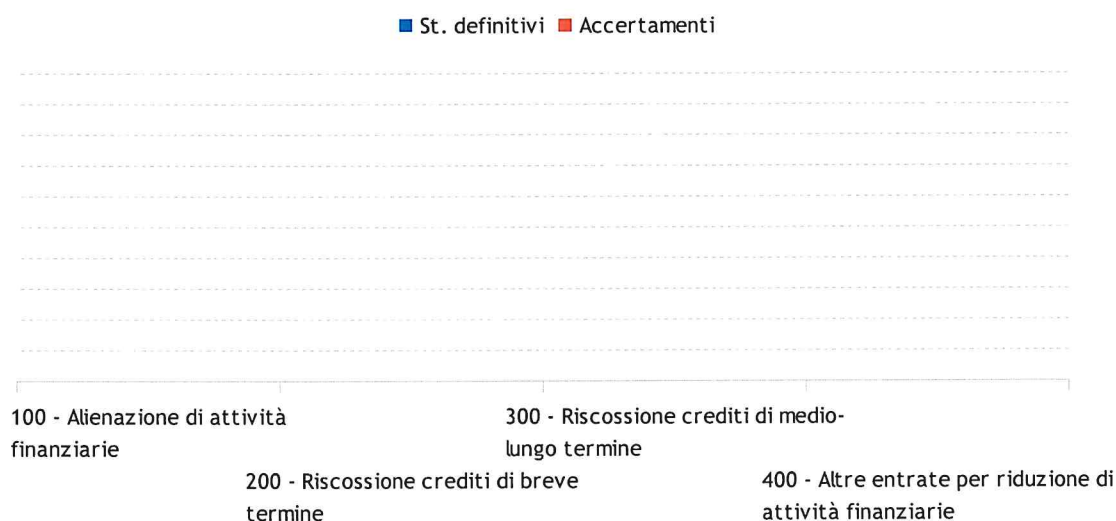 St. definitivi Accertamenti
100 - Alienazione di attività
finanziarie
200 - Riscossione crediti di breve
termine
300 - Riscossione crediti di medio-
lungo termine
400 - Altre entrate per riduzione di
attività finanziarie